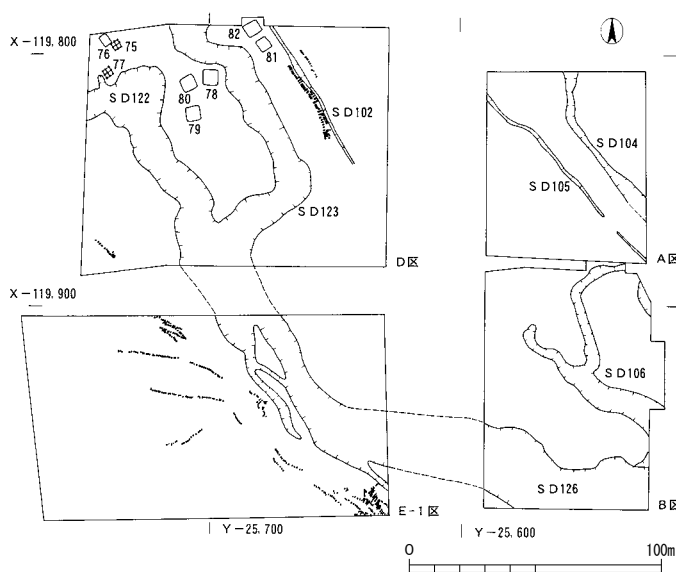 X-119.800
76
75
77
82
81
80
78
79
SD122
SD102
SD123
SD104
SD105
D区
A区
X-119.900
SD106
SD126
E-1区
B区
Y-25.700
Y-25.600
0
100m